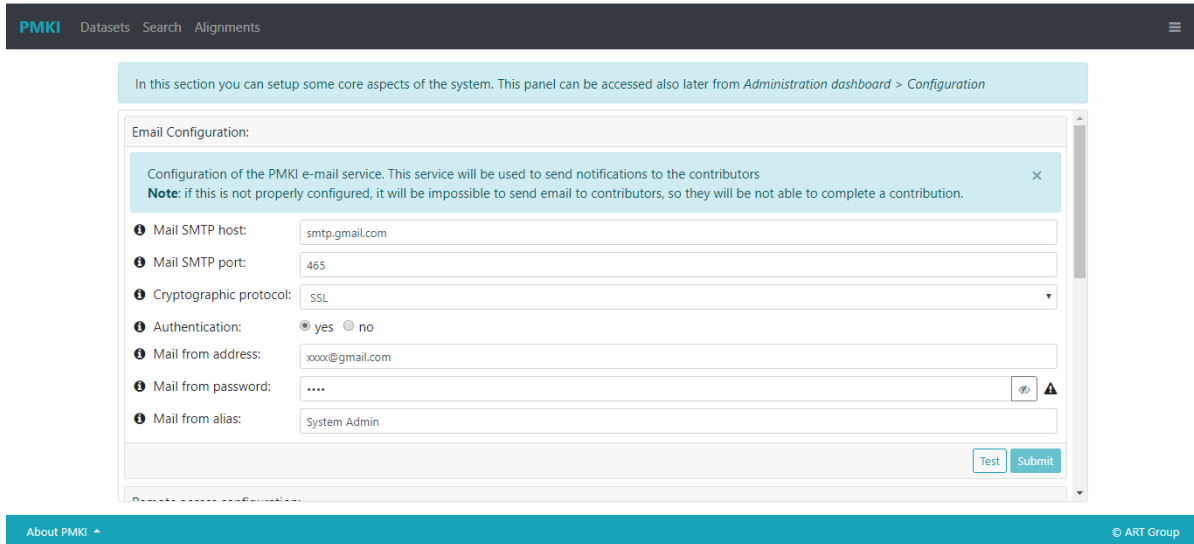 PMKI Datasets Search Alignments
In this section you can setup some core aspects of the system. This panel can be accessed also later from Administration dashboard > Configuration
Email Configuration:
Configuration of the PMKI e-mail service. This service will be used to send notifications to the contributors
Note: if this is not properly configured, it will be impossible to send email to contributors, so they will be not able to complete a contribution.
Mail SMTP host: smtp.gmail.com
Mail SMTP port: 465
Cryptographic protocol: SSL
Authentication: yes no
Mail from address: xxxx@gmail.com
Mail from password: ••••
Mail from alias: System Admin
Test Submit
Remote access configuration:
About PMKI © ART Group